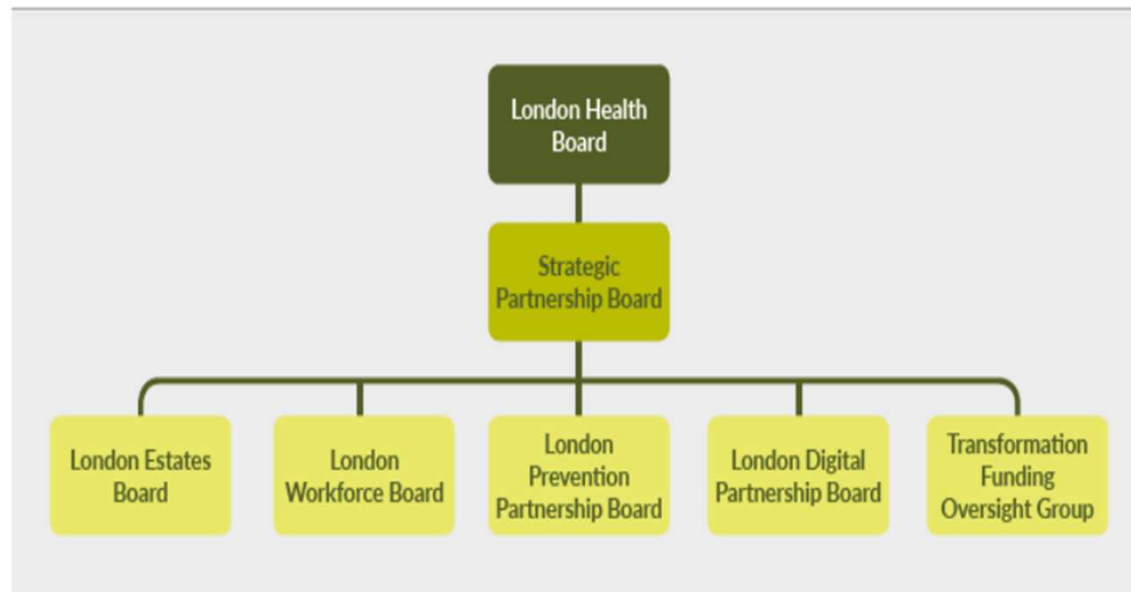 London Health
Board
Strategic
Partnership Board
London Estates
Board
London
Workforce Board
London
Prevention
Partnership Board
London Digital
Partnership Board
Transformation
Funding
Oversight Group